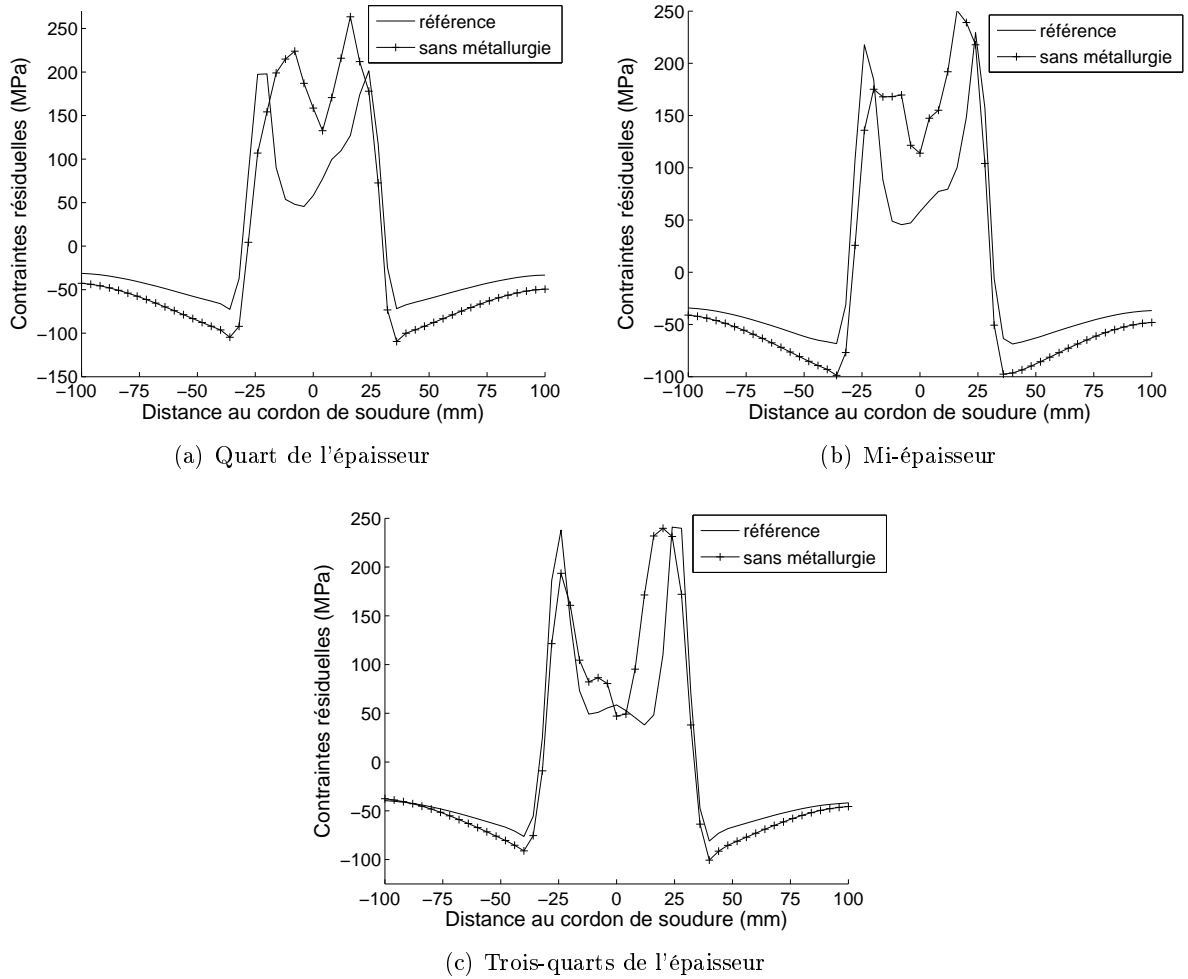 250
200
150
100
50
0
−50
−100
−150
−100 −75 −50 −25 0 25 50 75 100
Contraintes résiduelles (MPa)
Distance au cordon de soudure (mm)
référence
sans métallurgie
(a) Quart de l'épaisseur
250
200
150
100
50
0
−50
−100
−100 −75 −50 −25 0 25 50 75 100
Contraintes résiduelles (MPa)
Distance au cordon de soudure (mm)
référence
sans métallurgie
(b) Mi-épaisseur
250
200
150
100
50
0
−50
−100
−100 −75 −50 −25 0 25 50 75 100
Contraintes résiduelles (MPa)
Distance au cordon de soudure (mm)
référence
sans métallurgie
(c) Trois-quarts de l'épaisseur